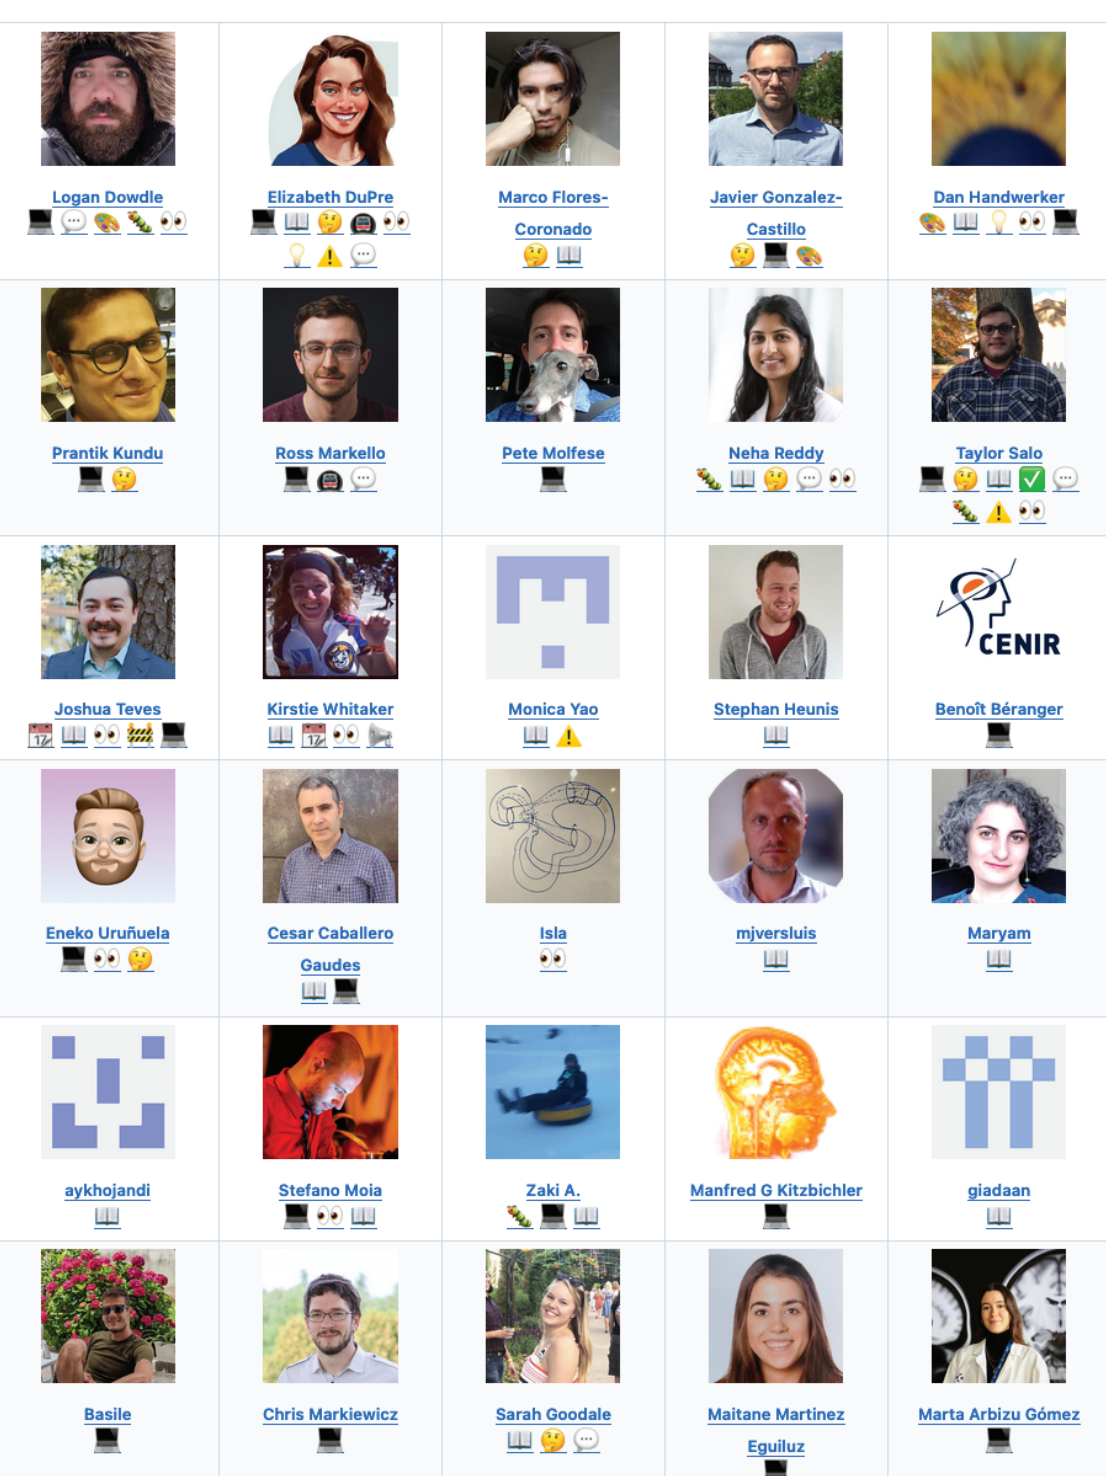 Logan Dowdle
Elizabeth DuPre
Marco Flores-
Coronado
Javier Gonzalez-
Castillo
Dan Handwerker
Prantik Kundu
Ross Markello
Pete Molfese
Neha Reddy
Taylor Salo
CENIR
Joshua Teves
Kirstie Whitaker
Monica Yao
Stephan Heunis
Benoît Béranger
Eneko Uruñuela
Cesar Caballero
Gaudes
Isla
mjversluis
Maryam
aykhojandi
Stefano Moia
Zaki A.
Manfred G Kitzbichler
giadaan
Basile
Chris Markiewicz
Sarah Goodale
Maitane Martinez
Eguiluz
Marta Arbizu Gómez